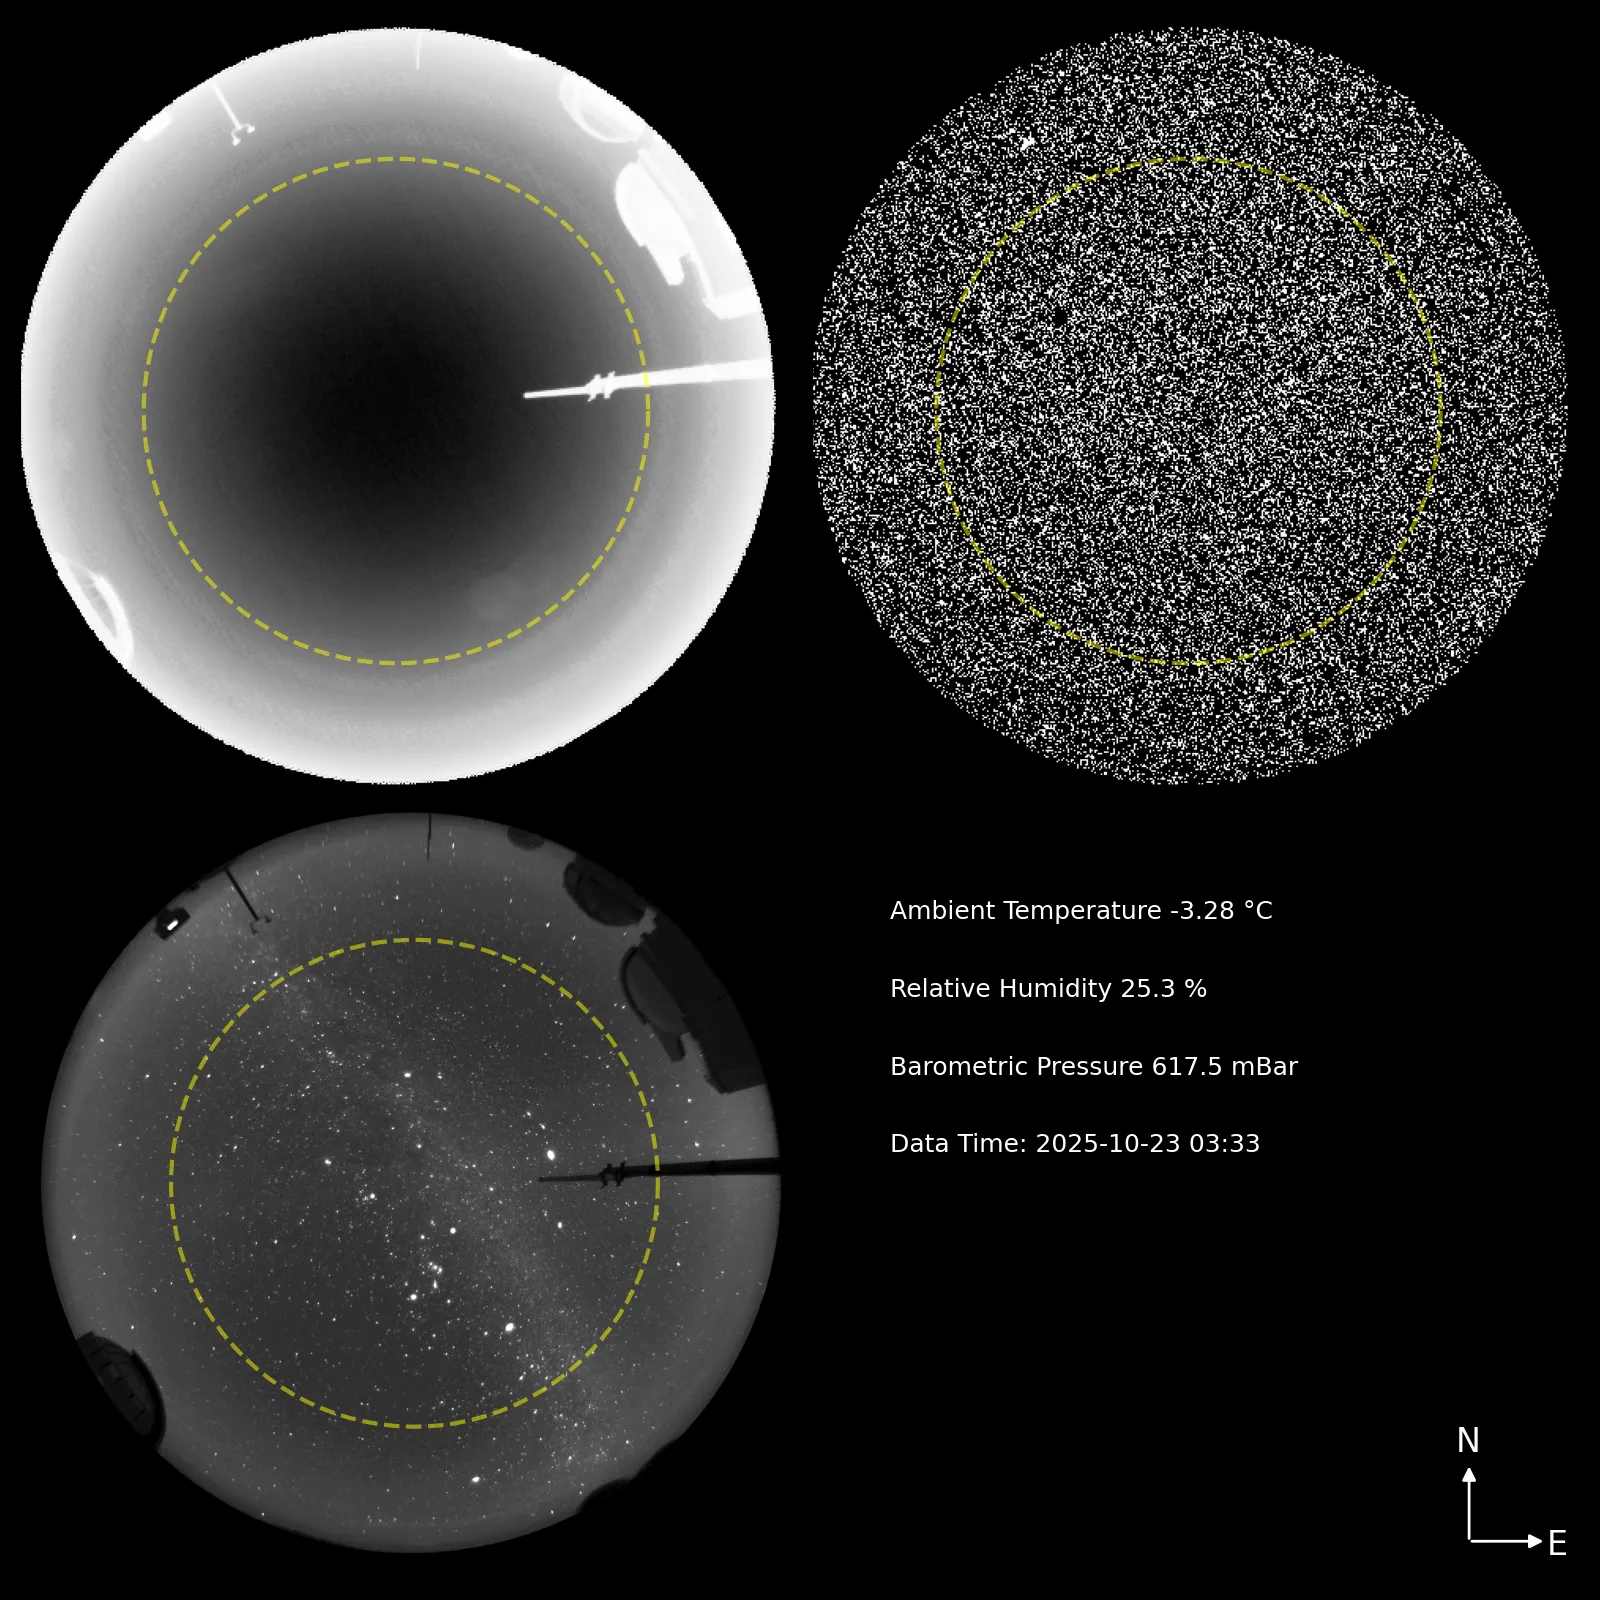 Ambient Temperature -3.28 °C
Relative Humidity 25.3 %
Barometric Pressure 617.5 mBar
Data Time: 2025-10-23 03:33
N
E